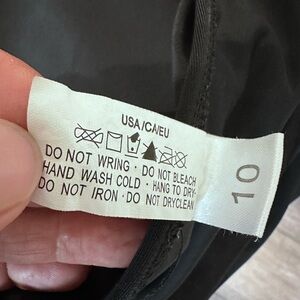 USA/CA/EU
DO NOT WRING · DO NOT BLEACH
HAND WASH COLD · HANG TO DRY·
DO NOT IRON · DO NOT DRYCLEAN
10